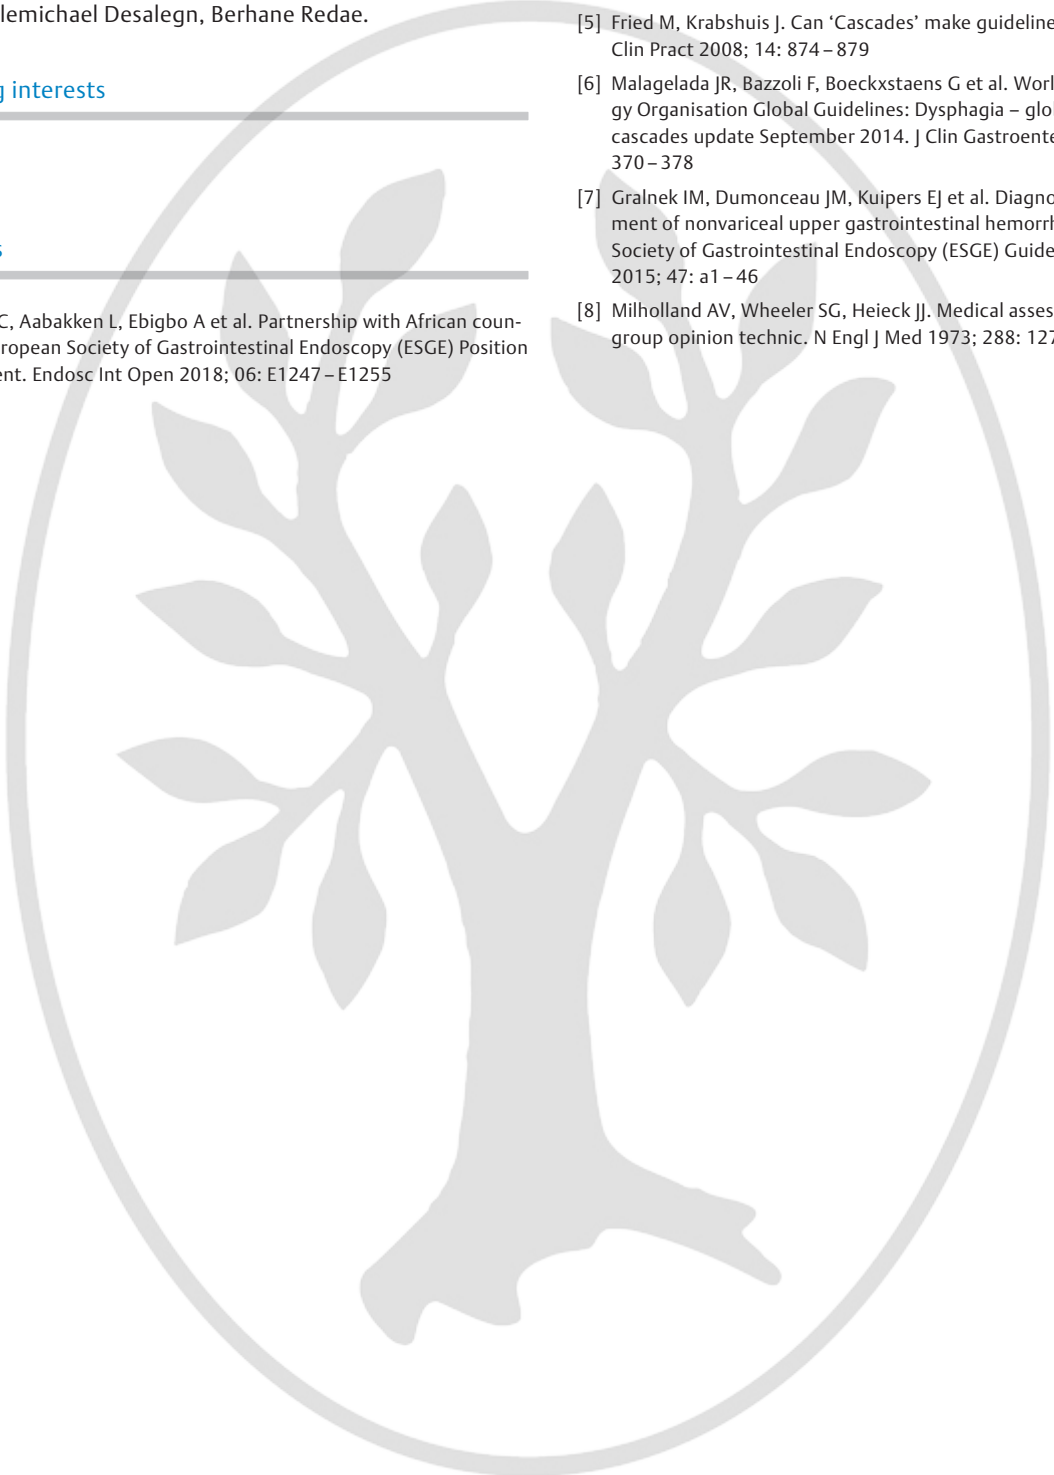 lemichael Desalegn, Berhane Redae.
g interests
s
C, Aabakken L, Ebigbo A et al. Partnership with African coun-
ropean Society of Gastrointestinal Endoscopy (ESGE) Position
ent. Endosc Int Open 2018; 06: E1247–E1255
[5] Fried M, Krabshuis J. Can ‘Cascades’ make guideline
Clin Pract 2008; 14: 874–879
[6] Malagelada JR, Bazzoli F, Boeckxstaens G et al. Worl
gy Organisation Global Guidelines: Dysphagia – glo
cascades update September 2014. J Clin Gastroente
370–378
[7] Gralnek IM, Dumonceau JM, Kuipers EJ et al. Diagno
ment of nonvariceal upper gastrointestinal hemorrh
Society of Gastrointestinal Endoscopy (ESGE) Guide
2015; 47: a1–46
[8] Milholland AV, Wheeler SG, Heieck JJ. Medical asses
group opinion technic. N Engl J Med 1973; 288: 127